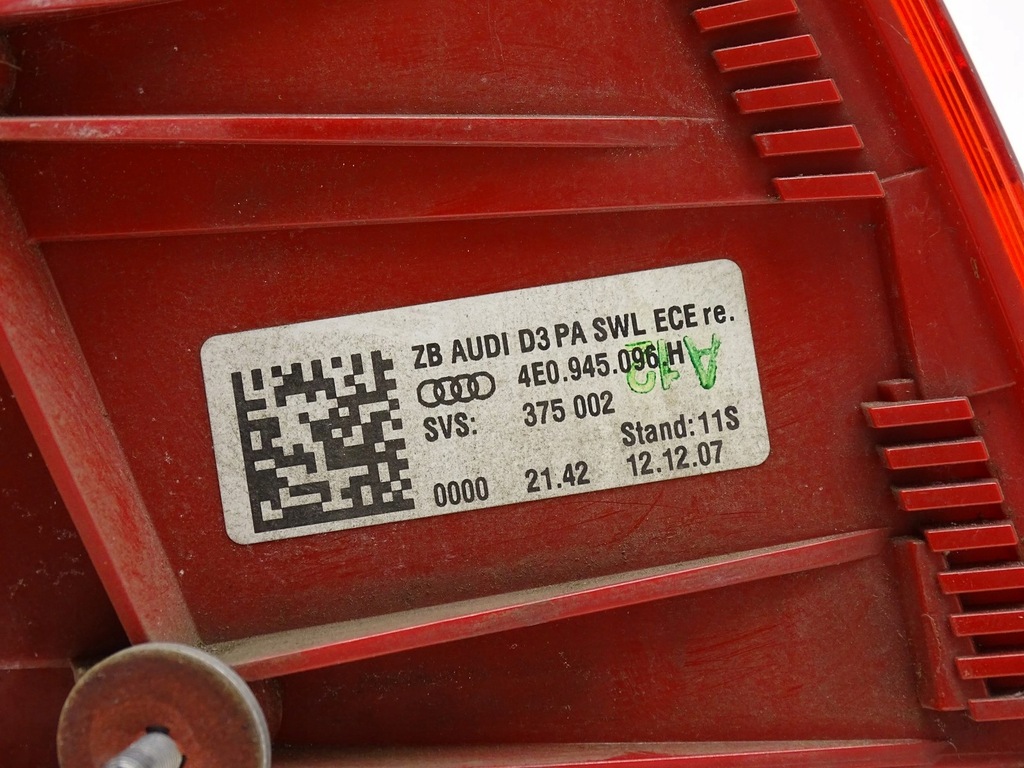 ZB AUDI D3 PA SWL ECE re.
4E0.945.096.H
SVS: 375 002
Stand: 11S
0000 21.42 12.12.07
A 12